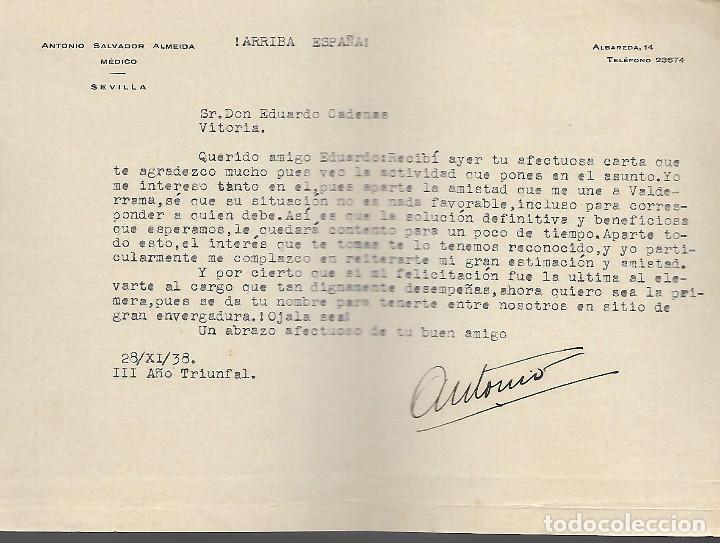 ANTONIO SALVADOR ALMEIDA
MÉDICO
SEVILLA
!ARRIBA ESPAÑA!
ALBAREDA, 14
TELÉFONO 23574
Sr.Don Eduardo Cadenas
Vitoria.
Querido amigo Eduardo:Recibí ayer tu afectuosa carta que
te agradezco mucho pues veo la actividad que pones en el asunto.Yo
me intereso tanto en el,pues aparte la amistad que me une a Valde-
rrama,sé que su situación no es nada favorable,incluso para corres-
ponder a quien debe.Así es que la solución definitiva y beneficiosa
que esperamos,le quedará contento para un poco de tiempo.Aparte to-
do esto,el interés que te tomas te lo tenemos reconocido,y yo parti-
cularmente me complazco en reiterarte mi gran estimación y amistad.
Y por cierto que si mi felicitación fue la ultima al ele-
varte al cargo que tan dignamente desempeñas,ahora quiero sea la pri-
mera,pues se da tu nombre para tenerte entre nosotros en sitio de
gran envergadura.!Ojala sea!
Un abrazo afectuoso de tu buen amigo
28/XI/38.
III Año Triunfal.
Antonio
todocoleccion